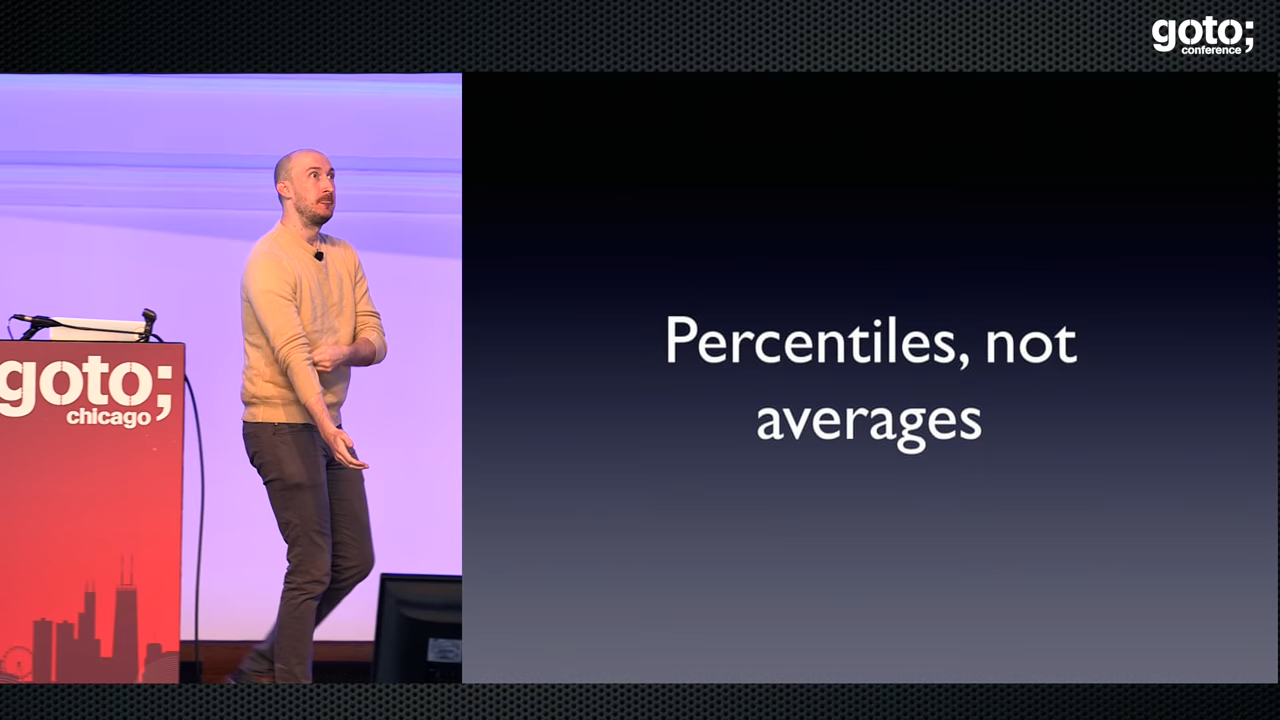 goto;
conference
Percentiles, not
averages
goto;
chicago